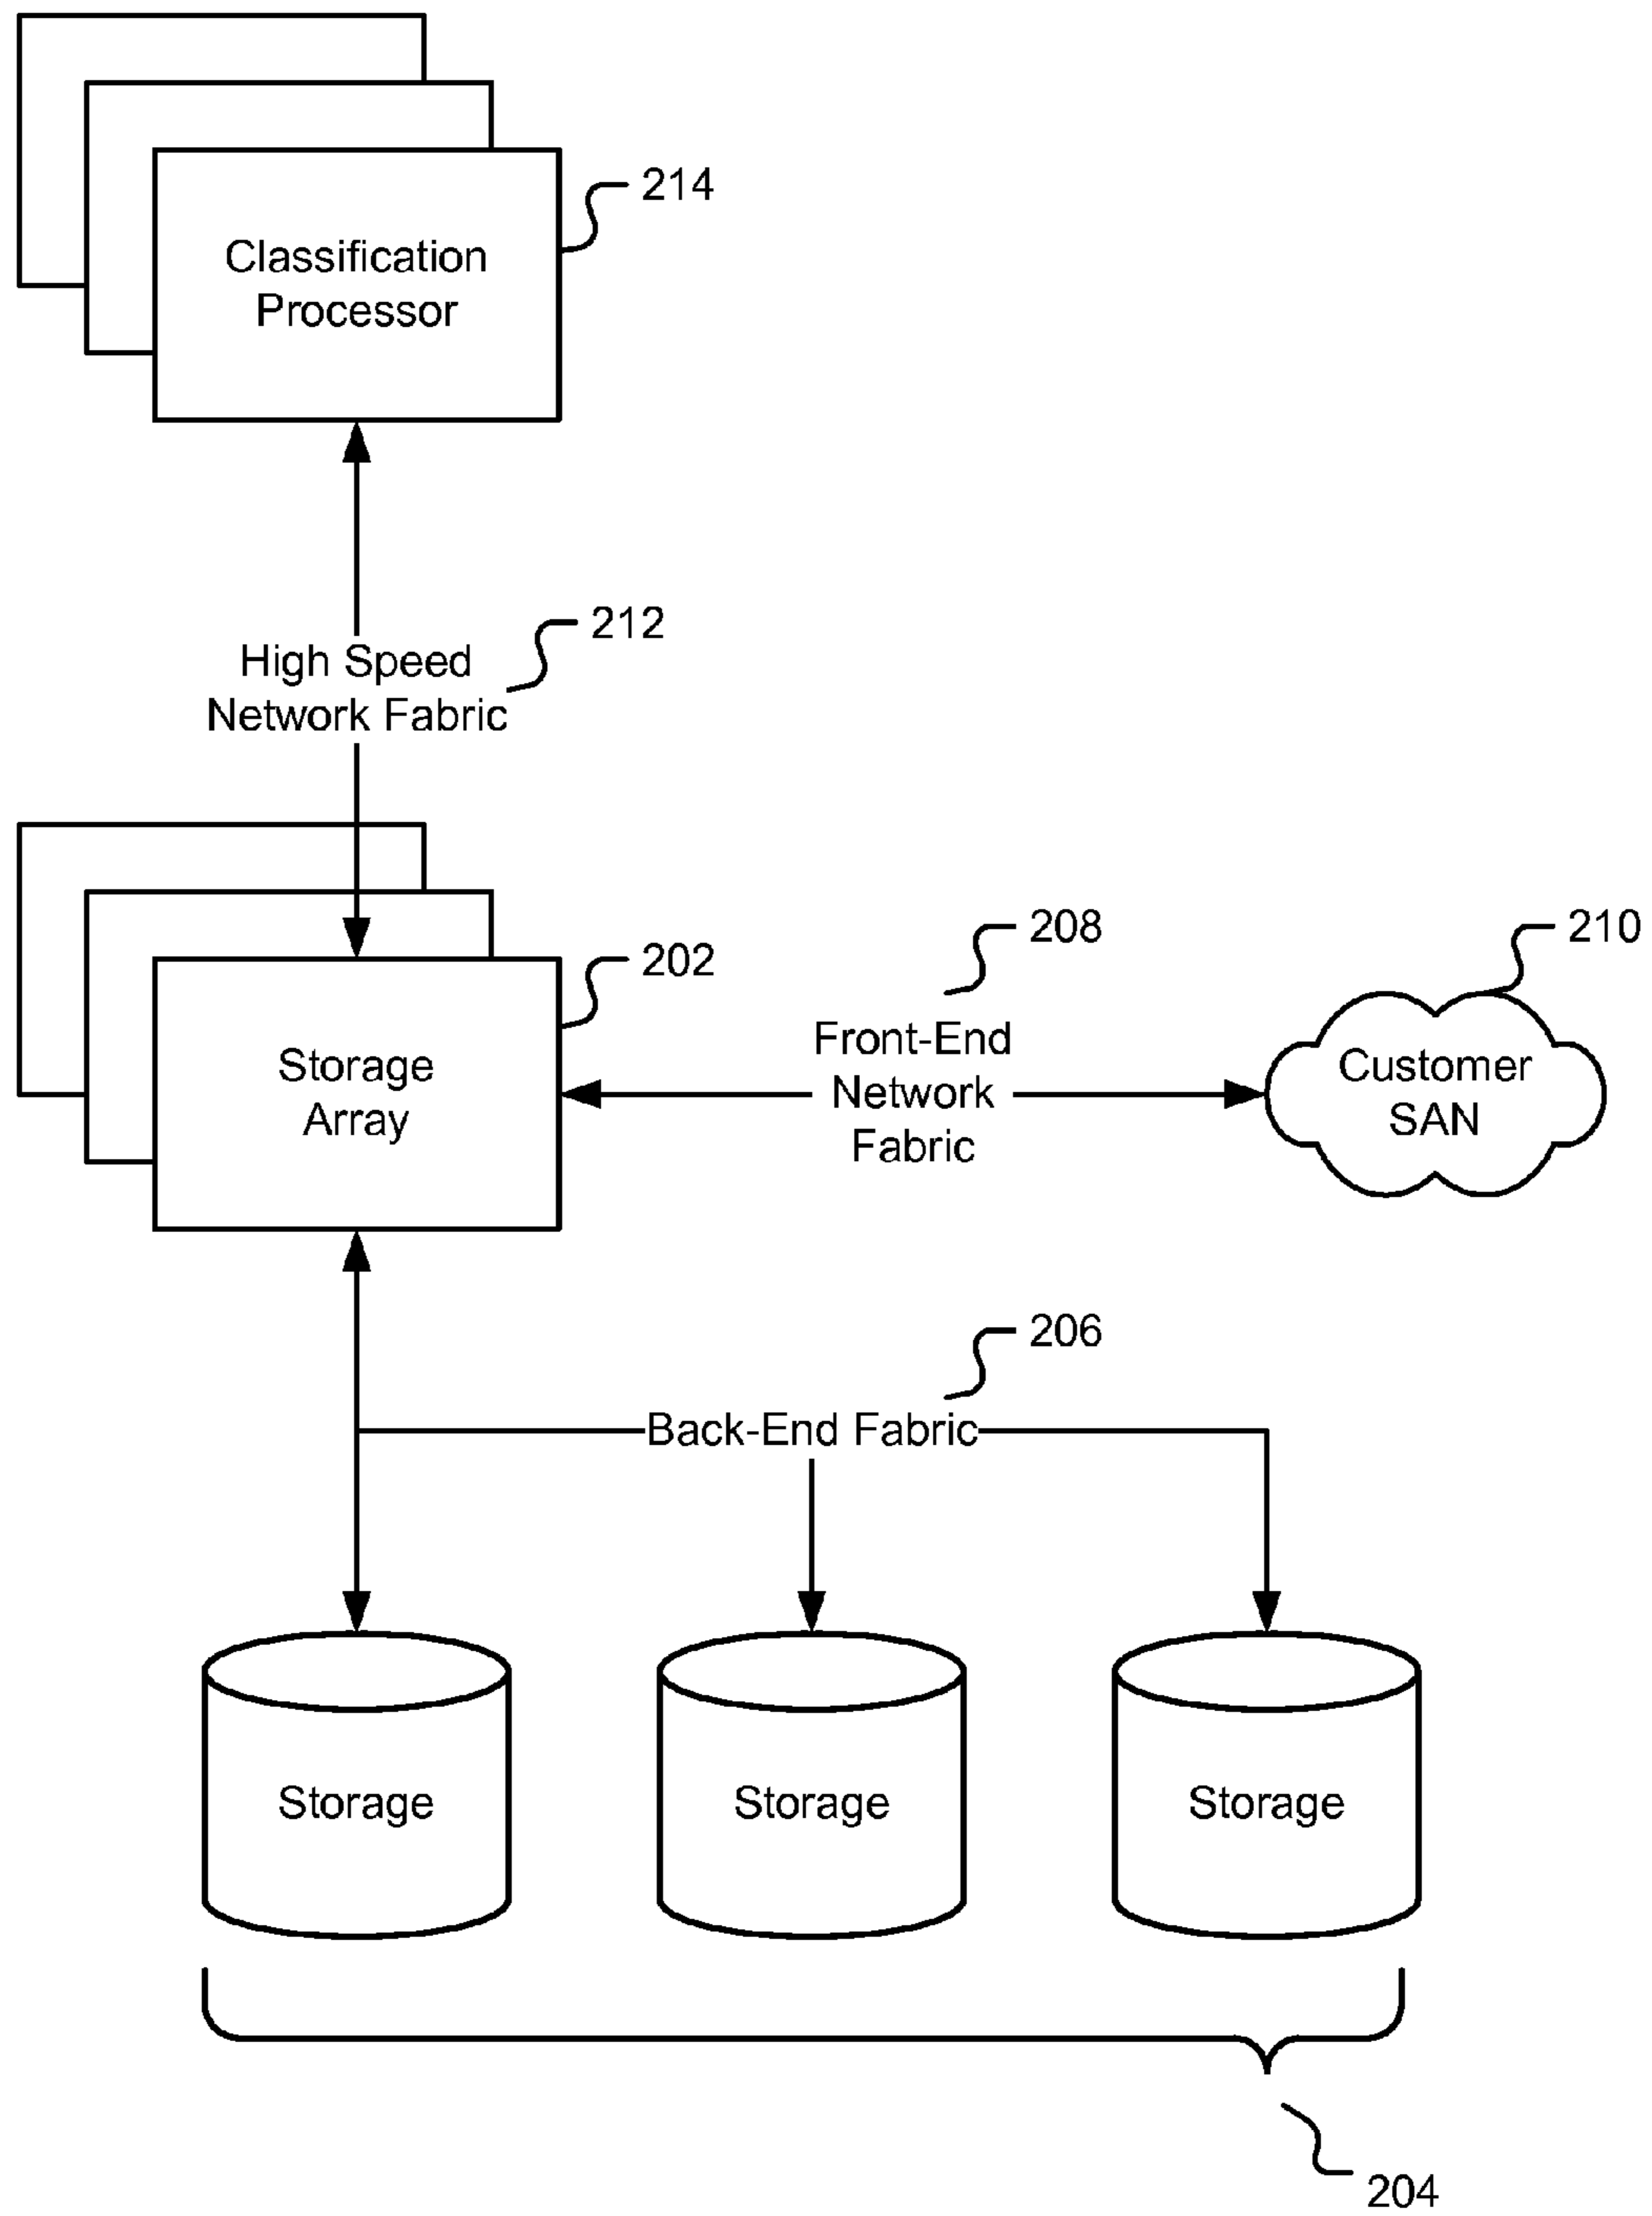 214
Classification
Processor
212
High Speed
Network Fabric
208
210
202
Front-End
Network
Fabric
Storage
Array
Customer
SAN
206
Back-End Fabric
Storage
Storage
Storage
204